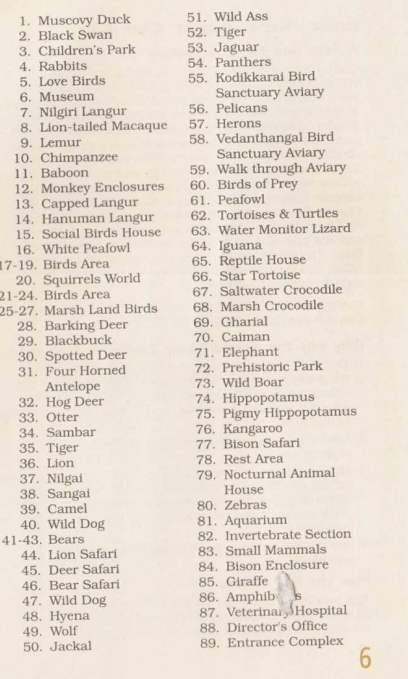 1. Muscovy Duck
2. Black Swan
3. Children's Park
4. Rabbits
5. Love Birds
6. Museum
7. Nilgiri Langur
8. Lion-tailed Macaque
9. Lemur
10. Chimpanzee
11. Baboon
12. Monkey Enclosures
13. Capped Langur
14. Hanuman Langur
15. Social Birds House
16. White Peafowl
17-19. Birds Area
20. Squirrels World
21-24. Birds Area
25-27. Marsh Land Birds
28. Barking Deer
29. Blackbuck
30. Spotted Deer
31. Four Horned
Antelope
32. Hog Deer
33. Otter
34. Sambar
35. Tiger
36. Lion
37. Nilgai
38. Sangai
39. Camel
40. Wild Dog
41-43. Bears
44. Lion Safari
45. Deer Safari
46. Bear Safari
47. Wild Dog
48. Hyena
49. Wolf
50. Jackal
51. Wild Ass
52. Tiger
53. Jaguar
54. Panthers
55. Kodikkarai Bird
Sanctuary Aviary
56. Pelicans
57. Herons
58. Vedanthangal Bird
Sanctuary Aviary
59. Walk through Aviary
60. Birds of Prey
61. Peafowl
62. Tortoises & Turtles
63. Water Monitor Lizard
64. Iguana
65. Reptile House
66. Star Tortoise
67. Saltwater Crocodile
68. Marsh Crocodile
69. Gharial
70. Caiman
71. Elephant
72. Prehistoric Park
73. Wild Boar
74. Hippopotamus
75. Pigmy Hippopotamus
76. Kangaroo
77. Bison Safari
78. Rest Area
79. Nocturnal Animal
House
80. Zebras
81. Aquarium
82. Invertebrate Section
83. Small Mammals
84. Bison Enclosure
85. Giraffe
86.
87. Veterinary Hospital
88. Director's Office
89. Entrance Complex
6